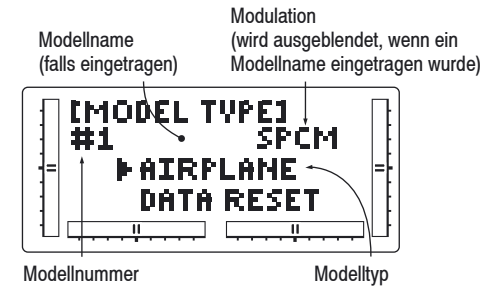 Modulation
(wird ausgeblendet, wenn ein
Modellname eingetragen wurde)
Modellname
(falls eingetragen)
[MODEL TYPE]
#1 SPCM
AIRPLANE
DATA RESET
Modellnummer
Modelltyp